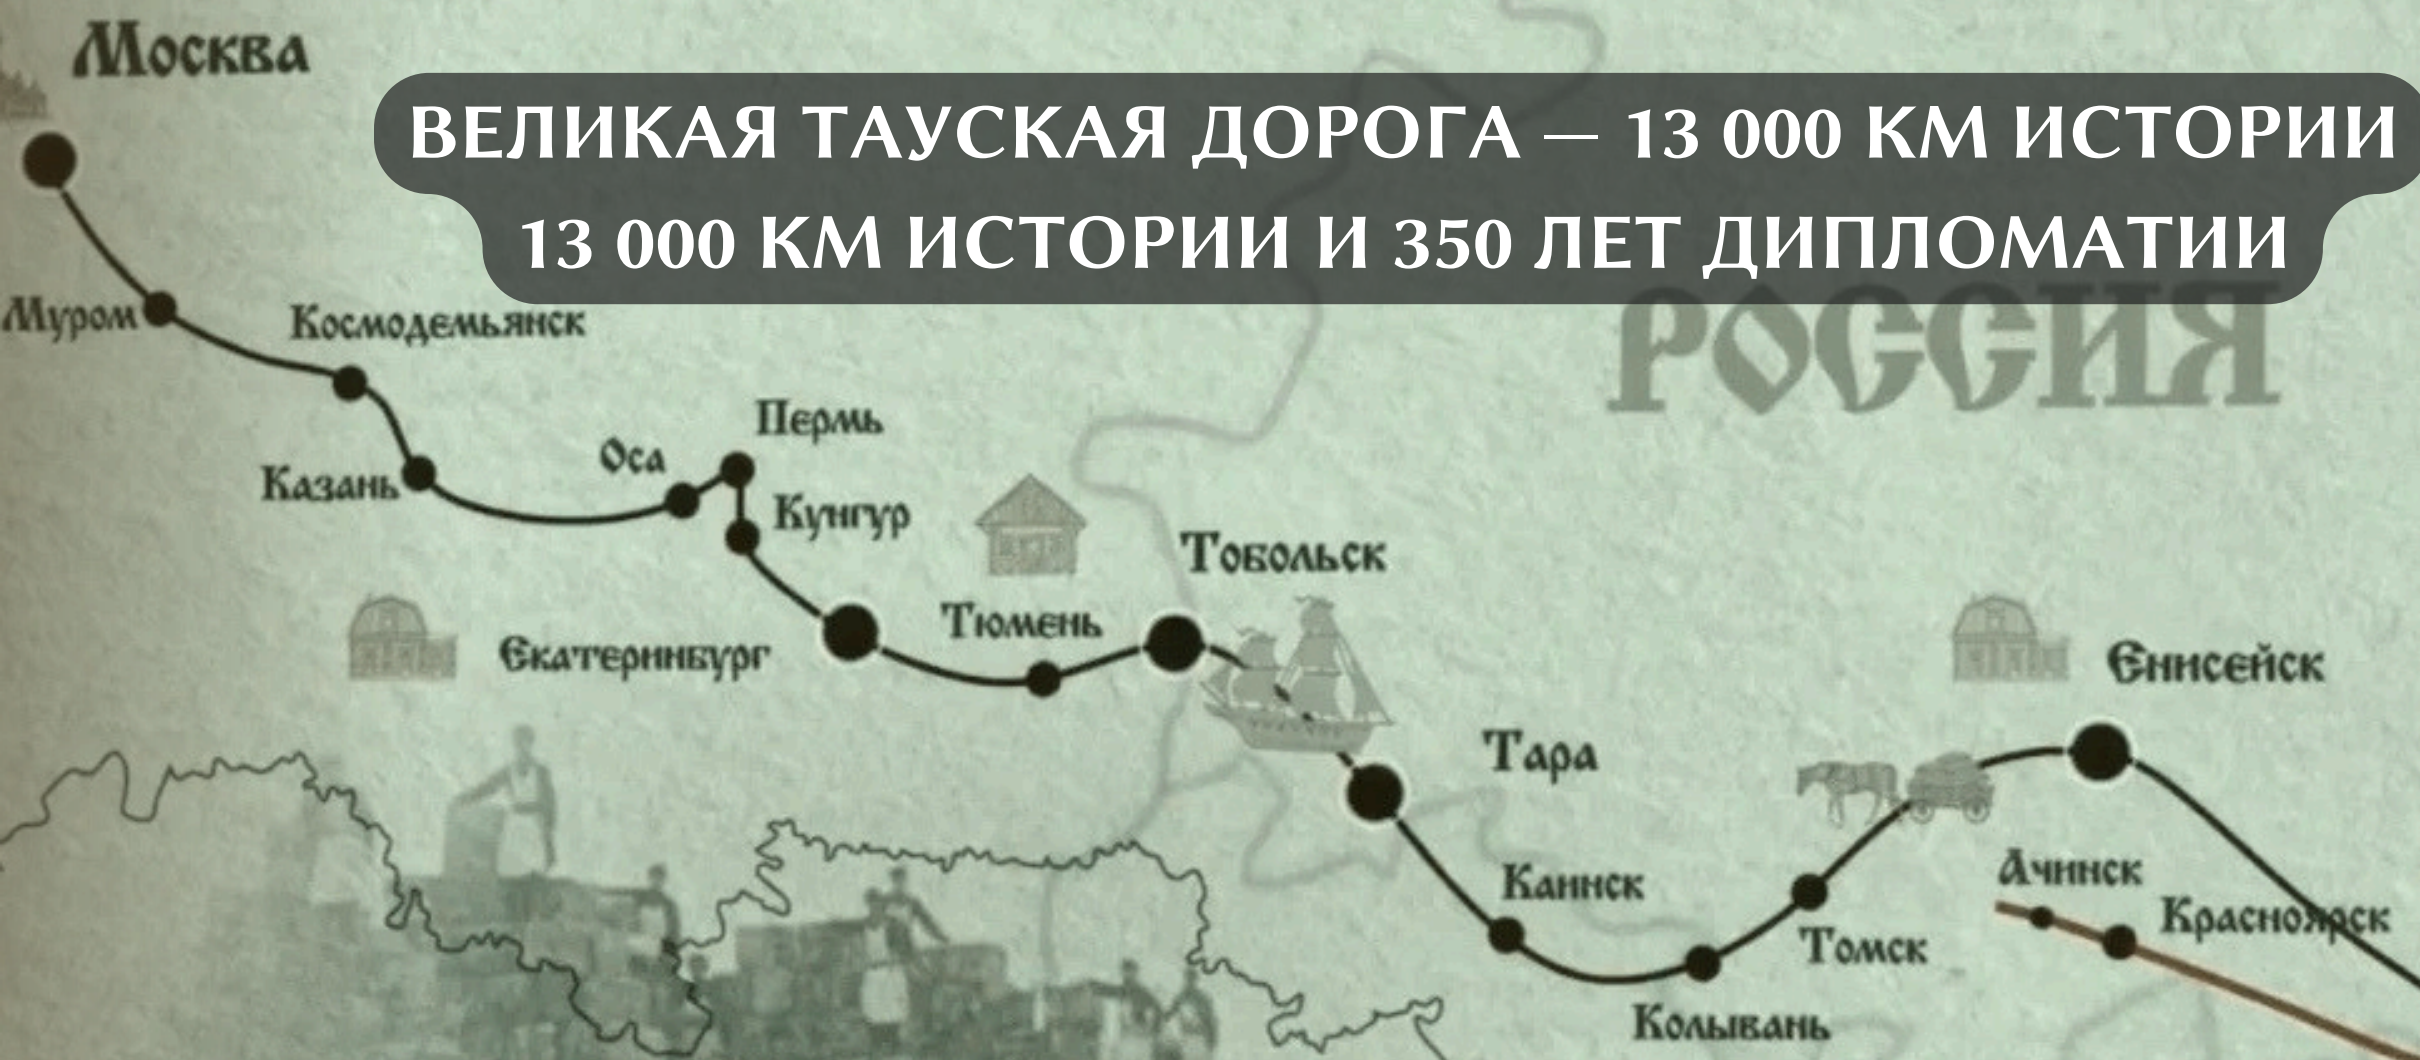 Москва
ВЕЛИКАЯ ТАУСКАЯ ДОРОГА — 13 000 КМ ИСТОРИИ
13 000 КМ ИСТОРИИ И 350 ЛЕТ ДИПЛОМАТИИ
РОССИЯ
Муром
Космодемьянск
Пермь
Оса
Казань
Кунгур
Тобольск
Тюмень
Екатеринбург
Енисейск
Тара
Каинск
Ачинск
Красноярск
Томск
Колывань